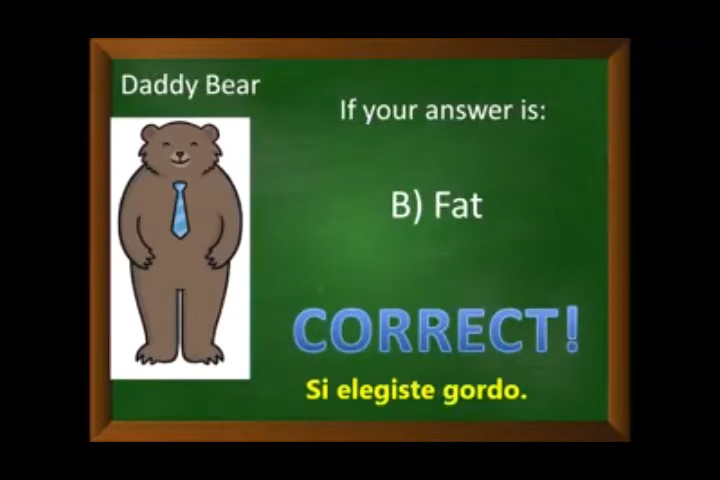 Daddy Bear
If your answer is:
B) Fat
CORRECT!
Si elegiste gordo.